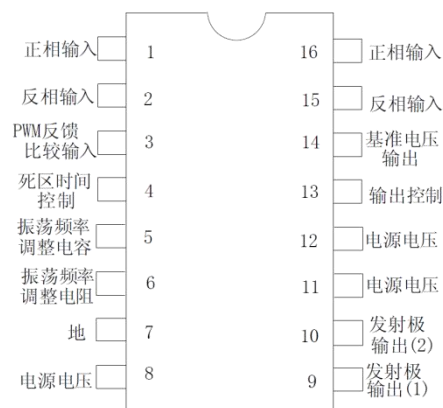 正相输入
1
16
正相输入
反相输入
2
15
反相输入
PWM反馈
比较输入
3
14
基准电压
输出
死区时间
控制
4
13
输出控制
振荡频率
调整电容
5
12
电源电压
振荡频率
调整电阻
6
11
电源电压
地
7
10
发射极
输出(2)
电源电压
8
9
发射极
输出(1)